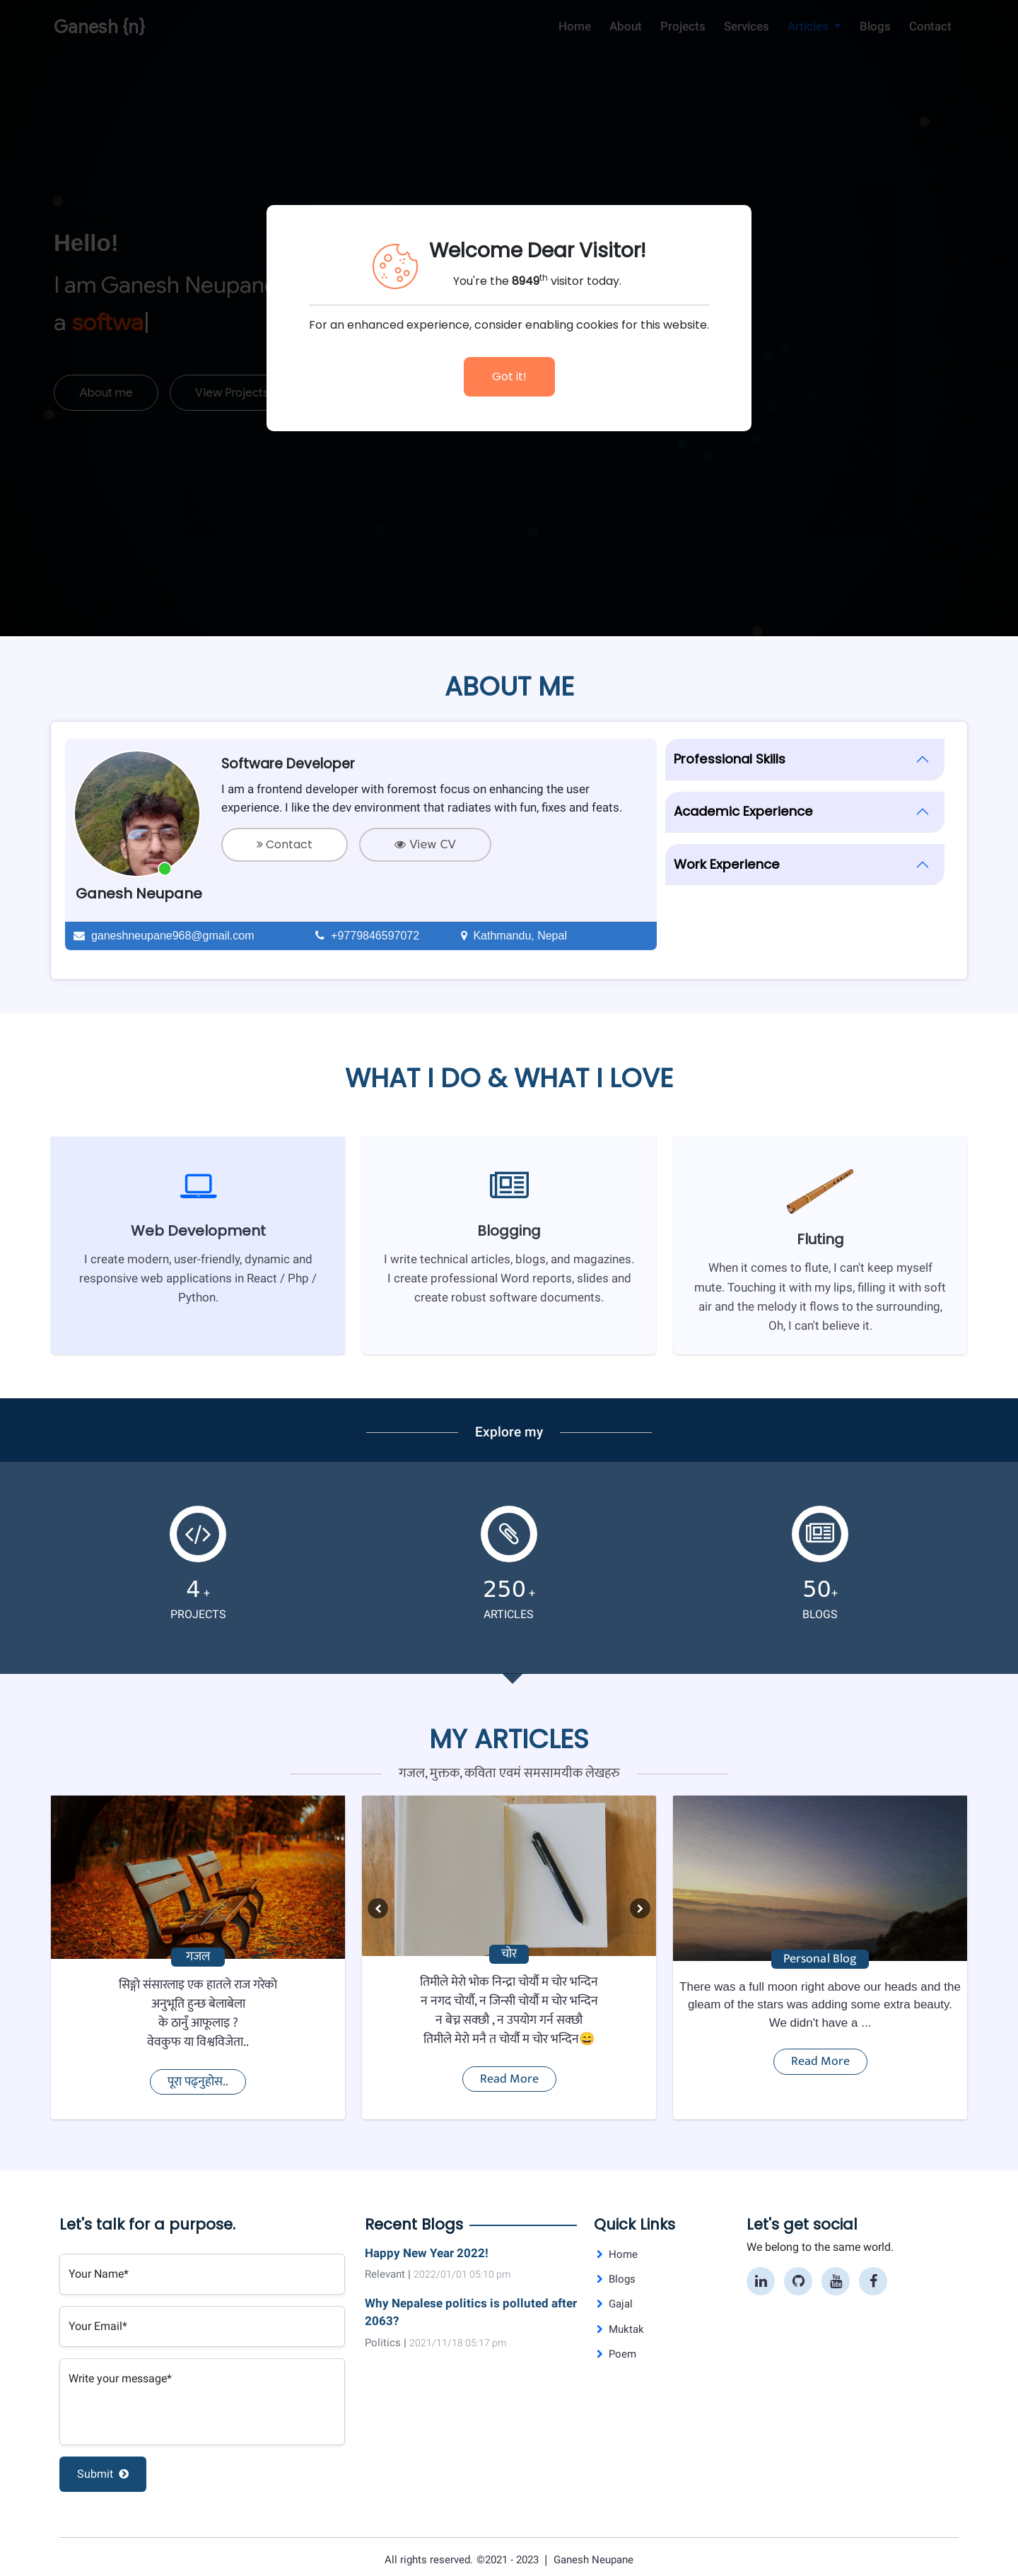 Ganesh {n}
Home About Projects Services Articles Blogs Contact
Hello!
I am Ganesh Neupane
a softwa|
About me View Projects
Welcome Dear Visitor!
You're the 8949th visitor today.
For an enhanced experience, consider enabling cookies for this website.
Got it!
ABOUT ME
Software Developer
I am a frontend developer with foremost focus on enhancing the user
experience. I like the dev environment that radiates with fun, fixes and feats.
» Contact View CV
Ganesh Neupane
ganeshneupane968@gmail.com +9779846597072 Kathmandu, Nepal
Professional Skills
Academic Experience
Work Experience
WHAT I DO & WHAT I LOVE
Web Development
I create modern, user-friendly, dynamic and
responsive web applications in React / Php /
Python.
Blogging
I write technical articles, blogs, and magazines.
I create professional Word reports, slides and
create robust software documents.
Fluting
When it comes to flute, I can't keep myself
mute. Touching it with my lips, filling it with soft
air and the melody it flows to the surrounding,
Oh, I can't believe it.
Explore my
4 +
PROJECTS
250 +
ARTICLES
50+
BLOGS
MY ARTICLES
गजल, मुक्तक, कविता एवमं समसामयीक लेखहरु
गजल
सिङ्गो संसारलाइ एक हातले राज गरेको
अनुभूति हुन्छ बेलाबेला
के ठानुँ आफूलाइ ?
वेवकुफ या विश्वविजेता..
पूरा पढ्नुहोस..
चोर
तिमीले मेरो भोक निन्द्रा चोर्यौ म चोर भन्दिन
न नगद चोर्यौ, न जिन्सी चोर्यौ म चोर भन्दिन
न बेच्न सक्छौ , न उपयोग गर्न सक्छौ
तिमीले मेरो मनै त चोर्यौ म चोर भन्दिन😄
Read More
Personal Blog
There was a full moon right above our heads and the
gleam of the stars was adding some extra beauty.
We didn't have a ...
Read More
Let's talk for a purpose.
Your Name*
Your Email*
Write your message*
Submit
Recent Blogs
Happy New Year 2022!
Relevant | 2022/01/01 05:10 pm
Why Nepalese politics is polluted after
2063?
Politics | 2021/11/18 05:17 pm
Quick Links
Home
Blogs
Gajal
Muktak
Poem
Let's get social
We belong to the same world.
All rights reserved. ©2021 - 2023 | Ganesh Neupane